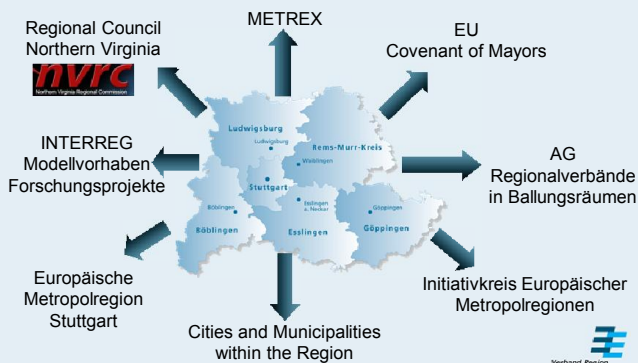 METREX
Regional Council
Northern Virginia
nvrc
Northern Virginia Regional Commission
EU
Covenant of Mayors
INTERREG
Modellvorhaben
Forschungsprojekte
Ludwigsburg
Ludwigsburg
Rems-Murr-Kreis
Waiblingen
Stuttgart
Böblingen
Böblingen
Esslingen
a. Neckar
Esslingen
Göppingen
Göppingen
AG
Regionalverbände
in Ballungsräumen
Europäische
Metropolregion
Stuttgart
Cities and Municipalities
within the Region
Initiativkreis Europäischer
Metropolregionen
Verband Region